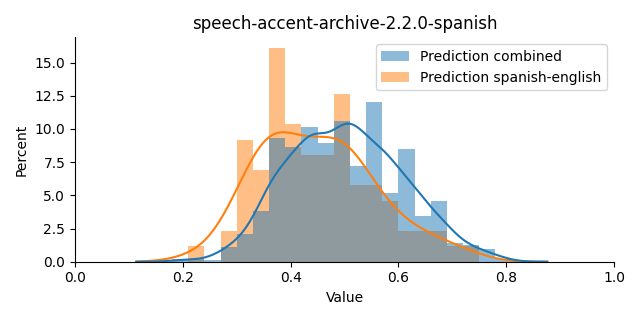 speech-accent-archive-2.2.0-spanish
Prediction combined
Prediction spanish-english
Percent
15.0
12.5
10.0
7.5
5.0
2.5
0.0
0.0 0.2 0.4 0.6 0.8 1.0
Value